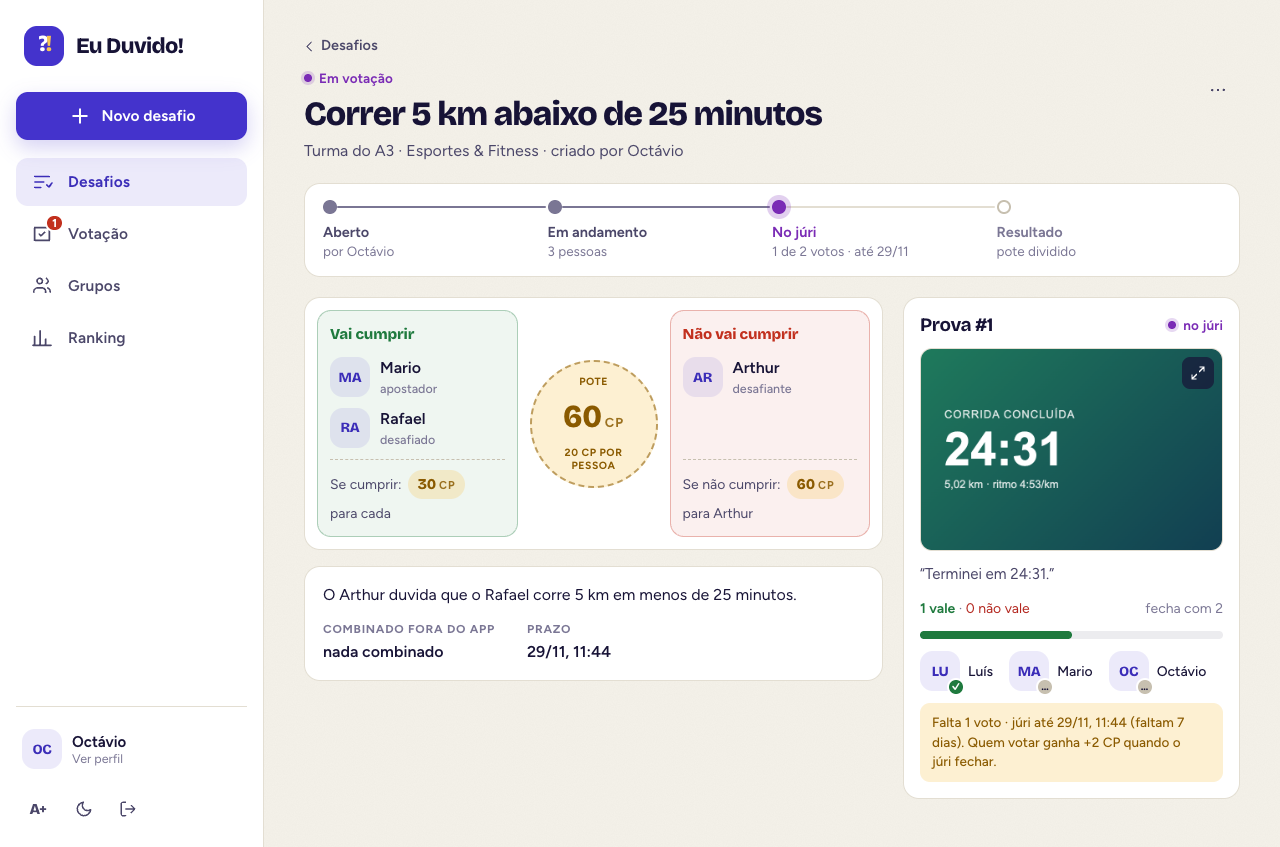 ?!
Eu Duvido!
Novo desafio
Desafios
1
Votação
Grupos
Ranking
OC
Octávio
Ver perfil
A+
Desafios
Em votação
Correr 5 km abaixo de 25 minutos
Turma do A3 · Esportes & Fitness · criado por Octávio
...
Aberto
por Octávio
Em andamento
3 pessoas
No júri
1 de 2 votos · até 29/11
Resultado
pote dividido
Vai cumprir
MA
Mario
apostador
RA
Rafael
desafiado
Se cumprir: 30 CP
para cada
POTE
60 CP
20 CP POR
PESSOA
Não vai cumprir
AR
Arthur
desafiante
Se não cumprir: 60 CP
para Arthur
O Arthur duvida que o Rafael corre 5 km em menos de 25 minutos.
COMBINADO FORA DO APP
nada combinado
PRAZO
29/11, 11:44
Prova #1
no júri
CORRIDA CONCLUÍDA
24:31
5,02 km · ritmo 4:53/km
“Terminei em 24:31.”
1 vale · 0 não vale
fecha com 2
LU
Luís
MA
...
Mario
OC
...
Octávio
Falta 1 voto · júri até 29/11, 11:44 (faltam 7
dias). Quem votar ganha +2 CP quando o
júri fechar.